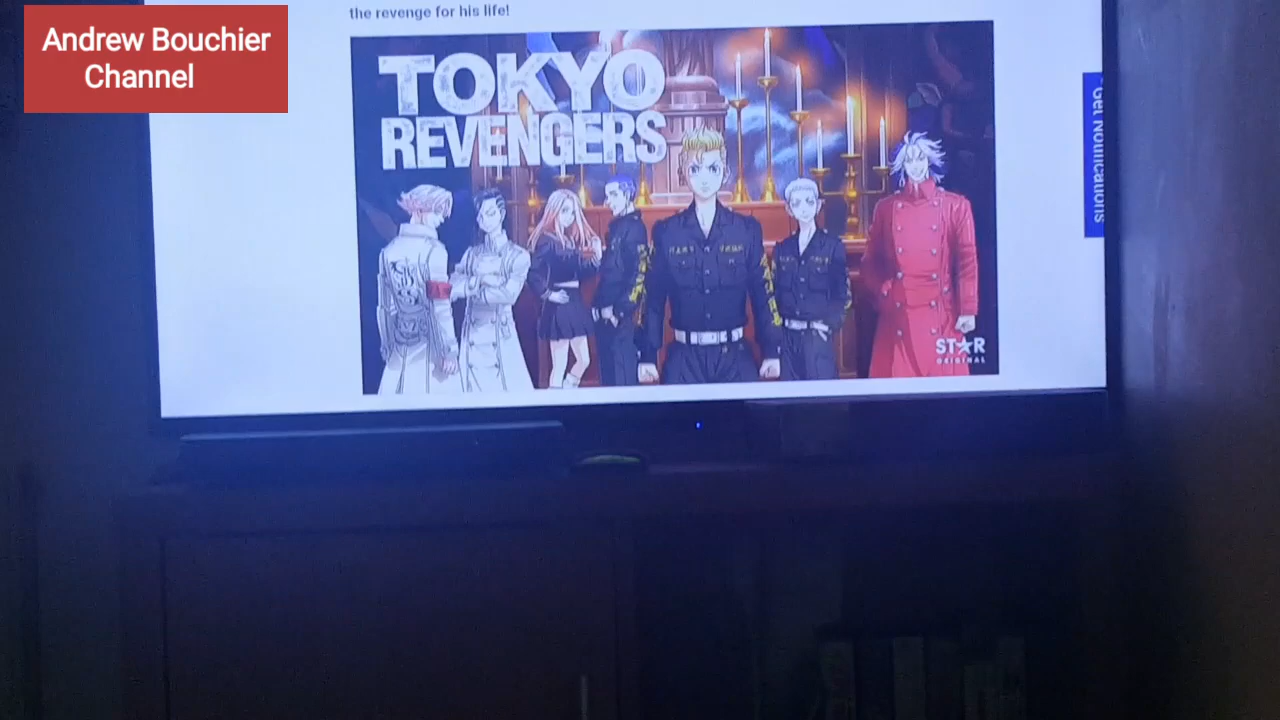 Andrew Bouchier
Channel
the revenge for his life!
TOKYO
REVENGERS
Get Notifications
STAR
ORIGINAL